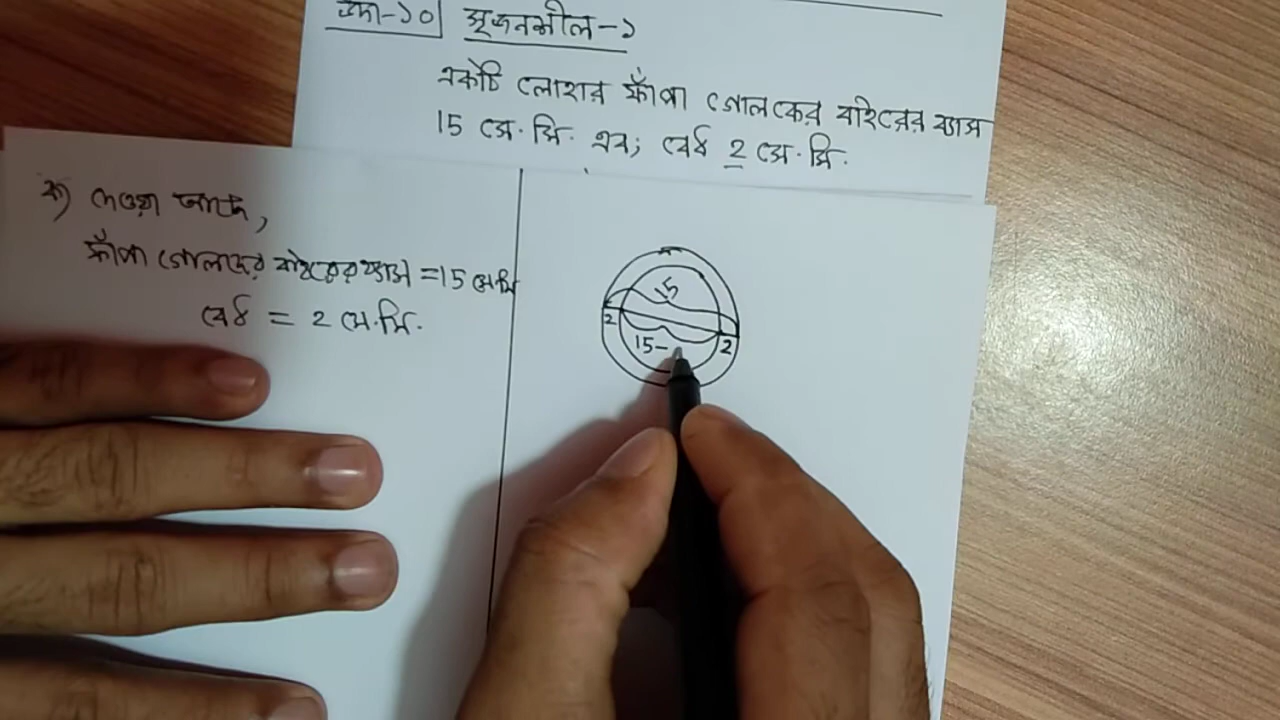 উদা-১০ সৃজনশীল-১
একটি লোহার ফাঁপা গোলকের বাইরের ব্যাস
15 সে.মি. এবং বেধ 2 সে.মি.
ক) দেওয়া আছে,
ফাঁপা গোলকের বাইরের ব্যাস =15 সে.মি
বেধ = 2 সে.মি.
15
2
15-
2